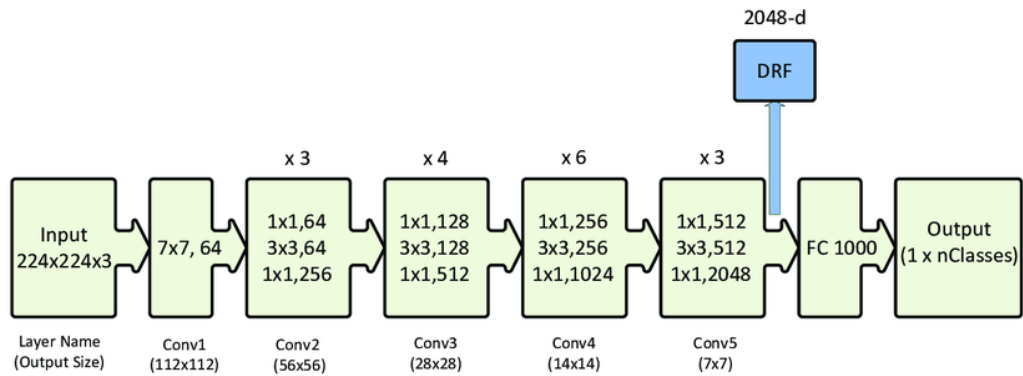 2048-d
DRF
x 3
x 4
x 6
x 3
Input
224x224x3
7x7, 64
1x1,64
3x3,64
1x1,256
1x1,128
3x3,128
1x1,512
1x1,256
3x3,256
1x1,1024
1x1,512
3x3,512
1x1,2048
FC 1000
Output
(1 x nClasses)
Layer Name
(Output Size)
Conv1
(112x112)
Conv2
(56x56)
Conv3
(28x28)
Conv4
(14x14)
Conv5
(7x7)